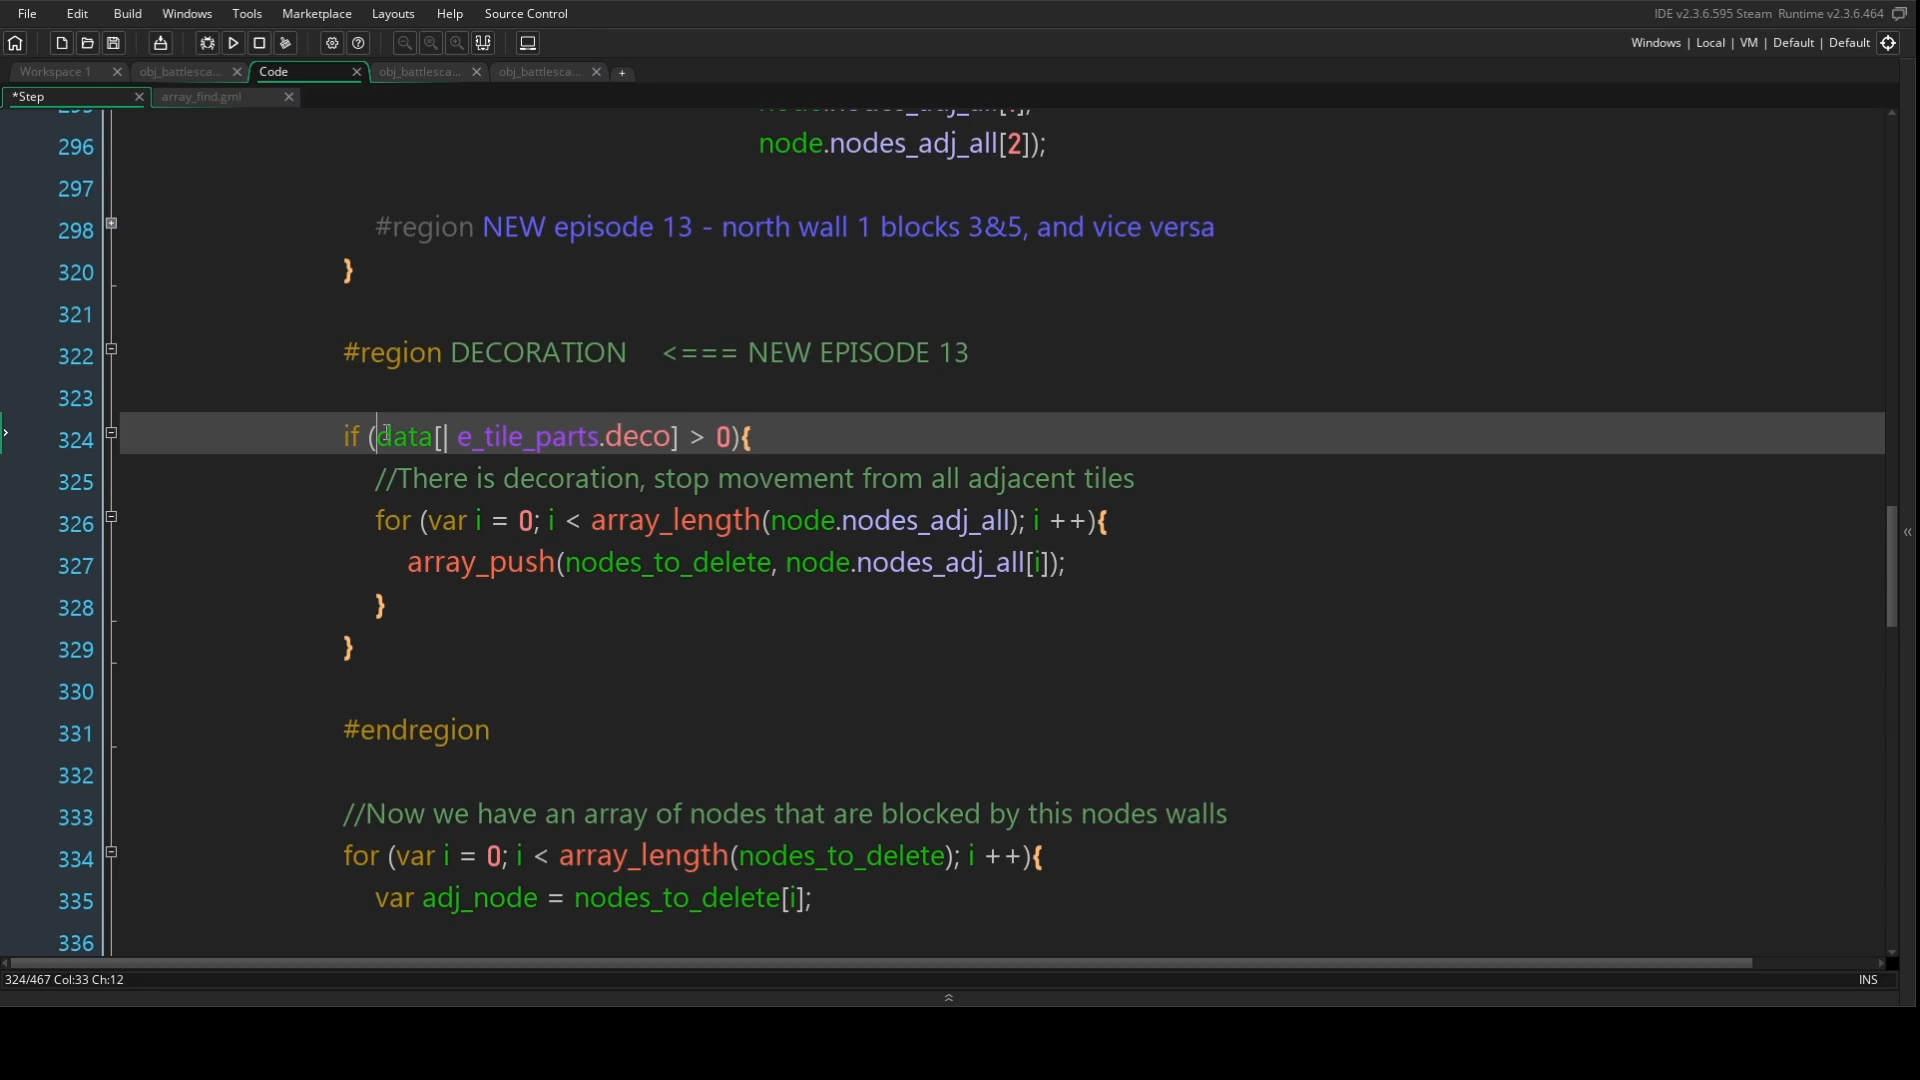 File Edit Build Windows Tools Marketplace Layouts Help Source Control
IDE v2.3.6.595 Steam Runtime v2.3.6.464
Windows | Local | VM | Default | Default
Workspace 1 obj_battlesca... Code obj_battlesca... obj_battlesca...
*Step array_find.gml
296 node.nodes_adj_all[2]);
297
298 #region NEW episode 13 - north wall 1 blocks 3&5, and vice versa
320 }
321
322 #region DECORATION <=== NEW EPISODE 13
323
324 if (data[| e_tile_parts.deco] > 0){
325 //There is decoration, stop movement from all adjacent tiles
326 for (var i = 0; i < array_length(node.nodes_adj_all); i ++){
327 array_push(nodes_to_delete, node.nodes_adj_all[i]);
328 }
329 }
330
331 #endregion
332
333 //Now we have an array of nodes that are blocked by this nodes walls
334 for (var i = 0; i < array_length(nodes_to_delete); i ++){
335 var adj_node = nodes_to_delete[i];
336
324/467 Col:33 Ch:12 INS